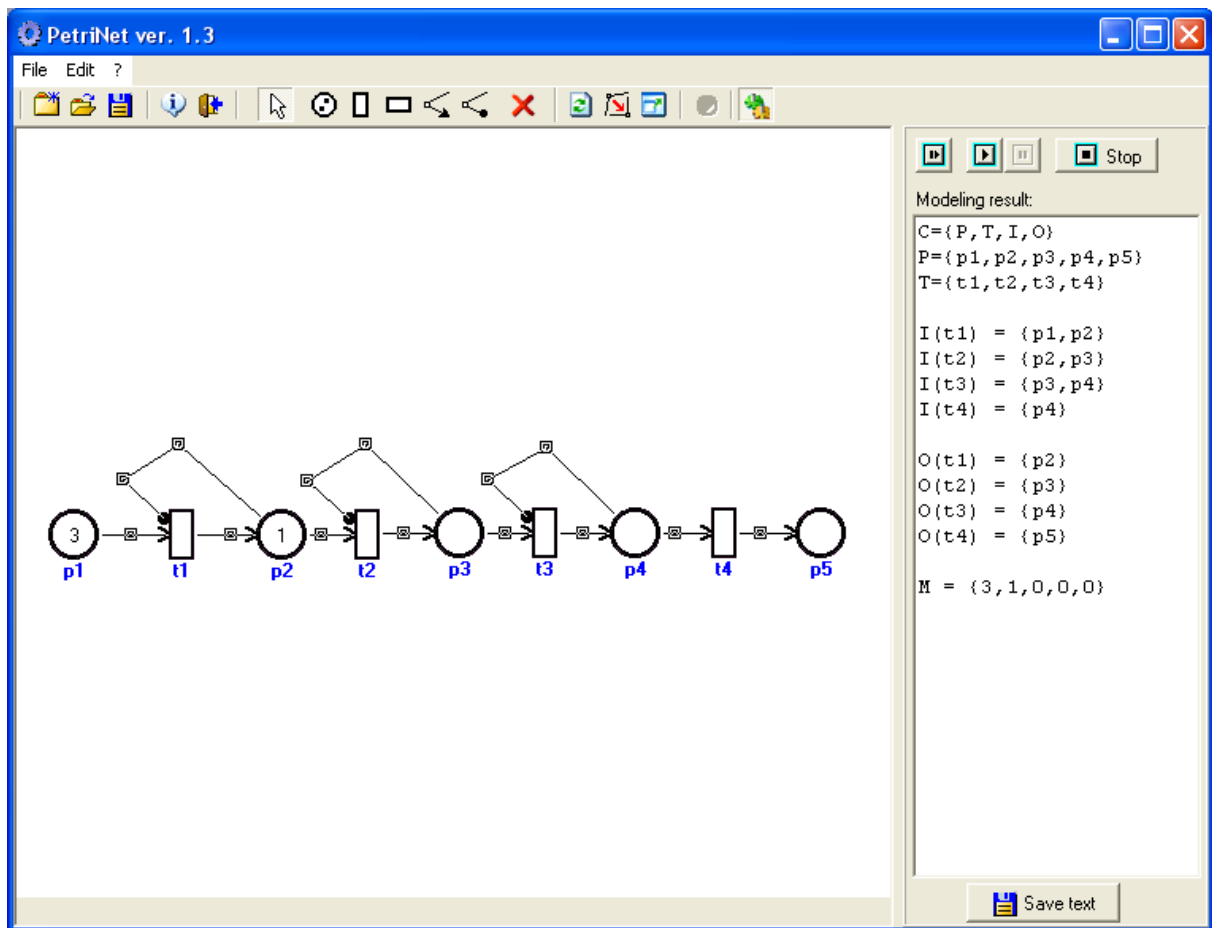 PetriNet ver. 1.3
File Edit ?
Stop
Modeling result:
C={P,T,I,O}
P={p1,p2,p3,p4,p5}
T={t1,t2,t3,t4}
I(t1) = {p1,p2}
I(t2) = {p2,p3}
I(t3) = {p3,p4}
I(t4) = {p4}
O(t1) = {p2}
O(t2) = {p3}
O(t3) = {p4}
O(t4) = {p5}
M = {3,1,0,0,0}
3 1
p1 t1 p2 t2 p3 t3 p4 t4 p5
Save text